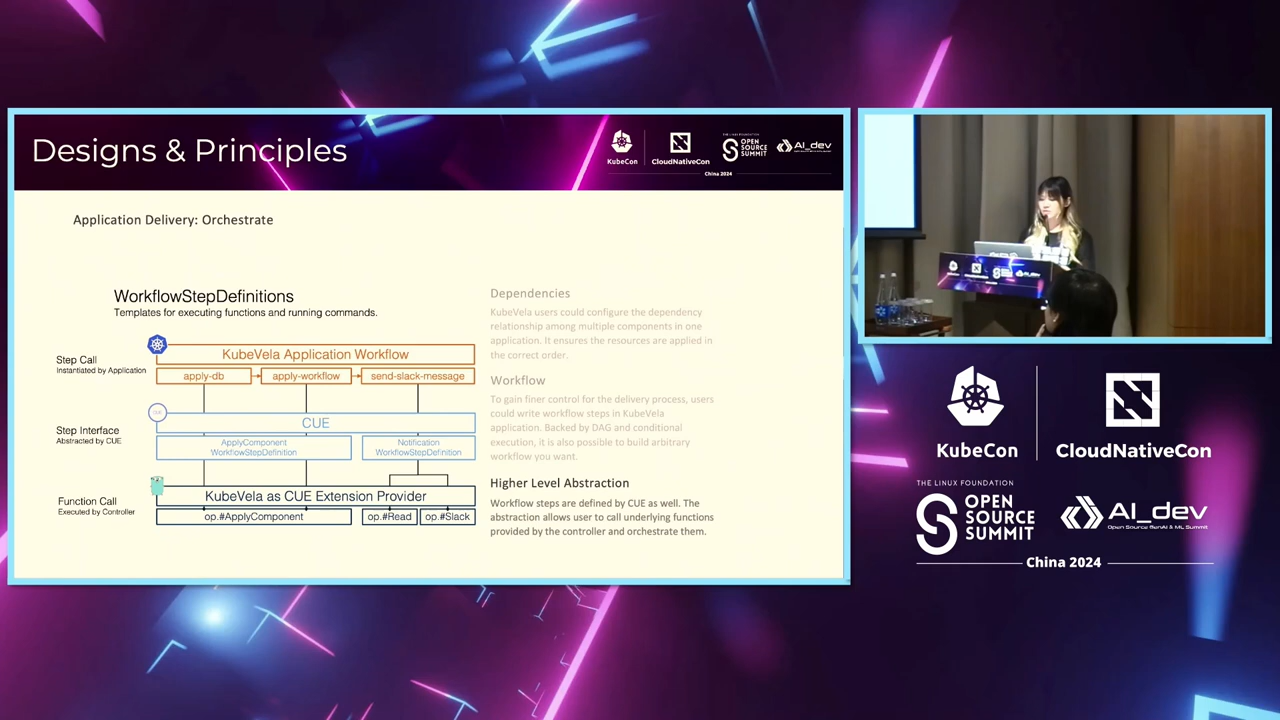 Designs & Principles
KubeCon
CloudNativeCon
THE LINUX FOUNDATION
OPEN
SOURCE
SUMMIT
AI_dev
China 2024
Application Delivery: Orchestrate
WorkflowStepDefinitions
Templates for executing functions and running commands.
Step Call
Instantiated by Application
KubeVela Application Workflow
apply-db
apply-workflow
send-slack-message
Step Interface
Abstracted by CUE
CUE
ApplyComponent
WorkflowStepDefinition
Notification
WorkflowStepDefinition
Function Call
Executed by Controller
KubeVela as CUE Extension Provider
op.#ApplyComponent
op.#Read
op.#Slack
Dependencies
KubeVela users could configure the dependency
relationship among multiple components in one
application. It ensures the resources are applied in
the correct order.
Workflow
To gain finer control for the delivery process, users
could write workflow steps in KubeVela
application. Backed by DAG and conditional
execution, it is also possible to build arbitrary
workflow you want.
Higher Level Abstraction
Workflow steps are defined by CUE as well. The
abstraction allows user to call underlying functions
provided by the controller and orchestrate them.
KubeCon
CloudNativeCon
THE LINUX FOUNDATION
OPEN
SOURCE
SUMMIT
AI_dev
Open Source GenAI & ML Summit
China 2024